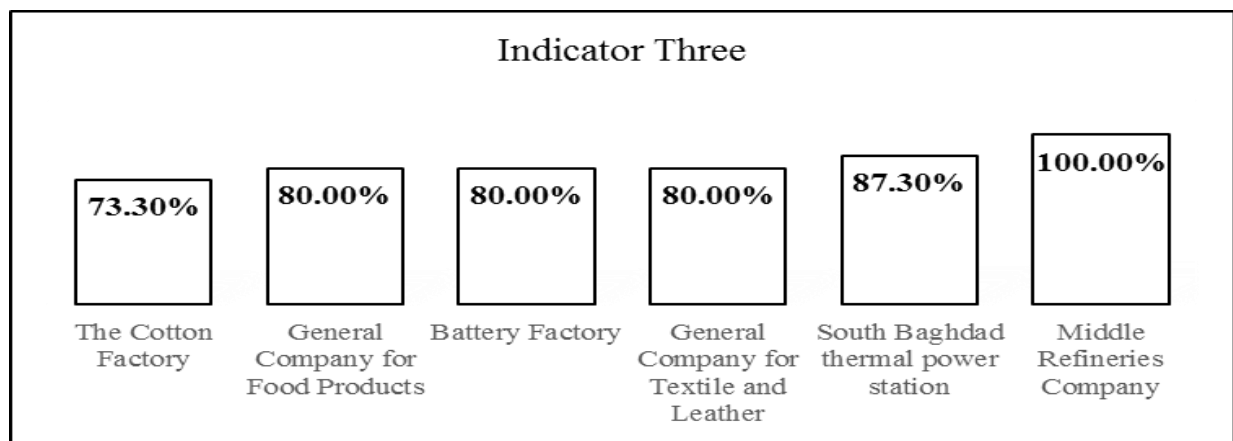 Indicator Three
73.30%
80.00%
80.00%
80.00%
87.30%
100.00%
The Cotton
Factory
General
Company for
Food Products
Battery Factory
General
Company for
Textile and
Leather
South Baghdad
thermal power
station
Middle
Refineries
Company